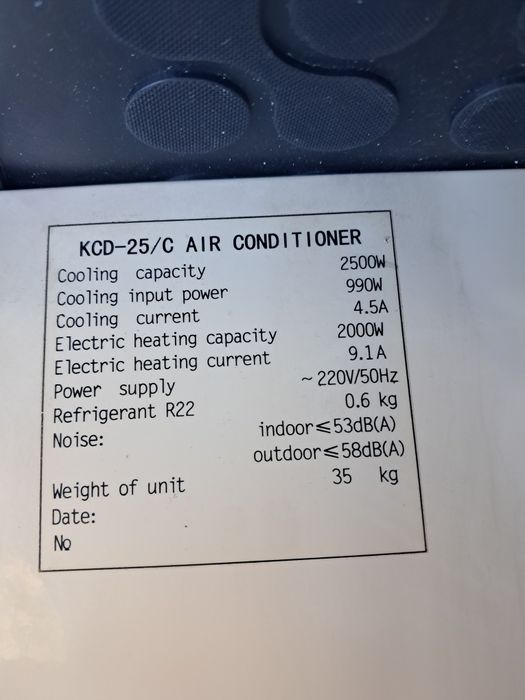 KCD-25/C AIR CONDITIONER
Cooling capacity 2500W
Cooling input power 990W
Cooling current 4.5A
Electric heating capacity 2000W
Electric heating current 9.1A
Power supply ~220V/50Hz
Refrigerant R22 0.6 kg
Noise: indoor≤53dB(A)
outdoor≤58dB(A)
Weight of unit 35 kg
Date:
No